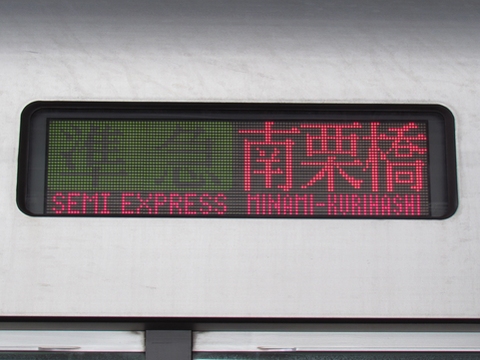 準急 南栗橋
SEMI EXPRESS MINAMI-KURIHASHI